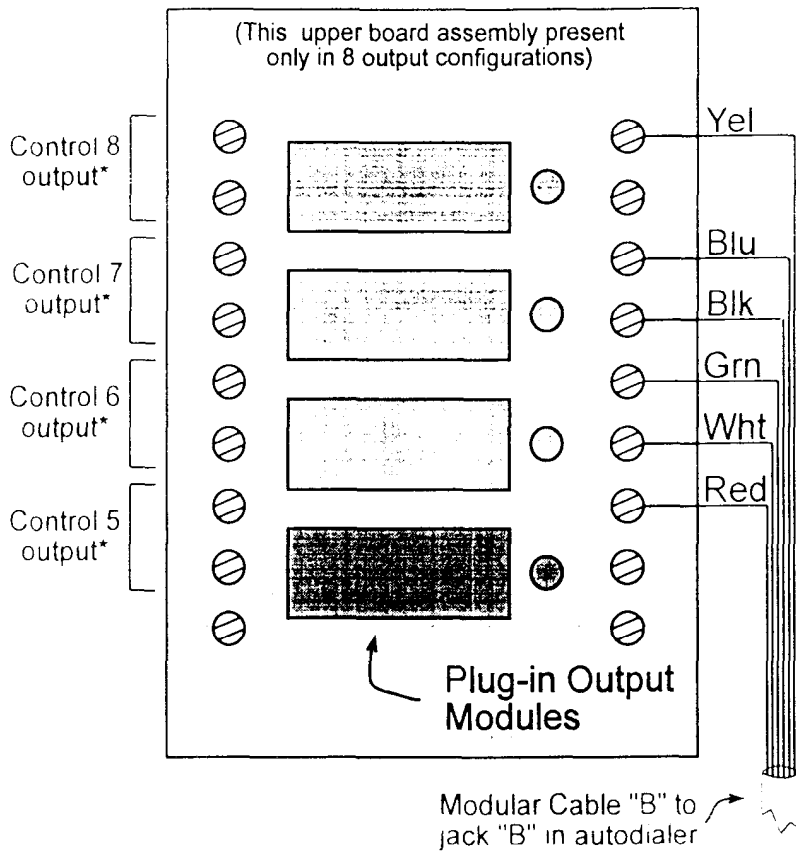 (This upper board assembly present
only in 8 output configurations)
Control 8
output*
Control 7
output*
Control 6
output*
Control 5
output*
Yel
Blu
Blk
Grn
Wht
Red
Plug-in Output
Modules
Modular Cable "B" to
jack "B" in autodialer